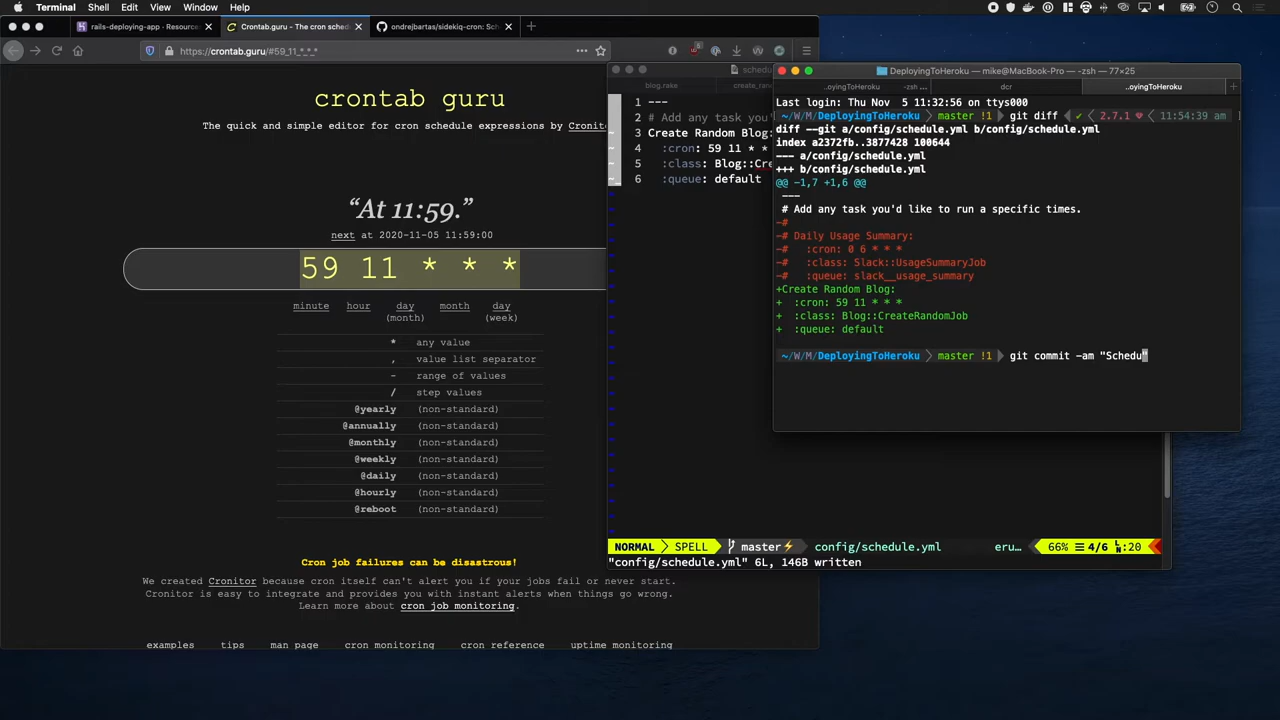 Terminal Shell Edit View Window Help
rails-deploying-app - Resource
Crontab.guru - The cron sched
ondrejbartas/sidekiq-cron: Sch
https://crontab.guru/#59_11_*_*_*
crontab guru
The quick and simple editor for cron schedule expressions by Cronito
“At 11:59.”
next at 2020-11-05 11:59:00
59 11 * * *
minute hour day (month) month day (week)
* any value
, value list separator
- range of values
/ step values
@yearly (non-standard)
@annually (non-standard)
@monthly (non-standard)
@weekly (non-standard)
@daily (non-standard)
@hourly (non-standard)
@reboot (non-standard)
Cron job failures can be disastrous!
We created Cronitor because cron itself can't alert you if your jobs fail or never start.
Cronitor is easy to integrate and provides you with instant alerts when things go wrong.
Learn more about cron job monitoring.
examples tips man page cron monitoring cron reference uptime monitoring
schedu
blog.rake create_ran
1 ---
2 # Add any task you'
3 Create Random Blog:
4 :cron: 59 11 * *
5 :class: Blog::Cre
6 :queue: default
NORMAL SPELL master⚡ config/schedule.yml eru… 66% ☰ 4/6 :20
"config/schedule.yml" 6L, 146B written
DeployingToHeroku — mike@MacBook-Pro — -zsh — 77×25
..oyingToHeroku -zsh ... dcr ..oyingToHeroku
Last login: Thu Nov 5 11:32:56 on ttys000
~/W/M/DeployingToHeroku master !1 git diff ✔ 2.7.1 11:54:39 am
diff --git a/config/schedule.yml b/config/schedule.yml
index a2372fb..3877428 100644
--- a/config/schedule.yml
+++ b/config/schedule.yml
@@ -1,7 +1,6 @@
---
# Add any task you'd like to run a specific times.
-#
-# Daily Usage Summary:
-# :cron: 0 6 * * *
-# :class: Slack::UsageSummaryJob
-# :queue: slack__usage_summary
+Create Random Blog:
+ :cron: 59 11 * * *
+ :class: Blog::CreateRandomJob
+ :queue: default
~/W/M/DeployingToHeroku master !1 git commit -am "Schedu"